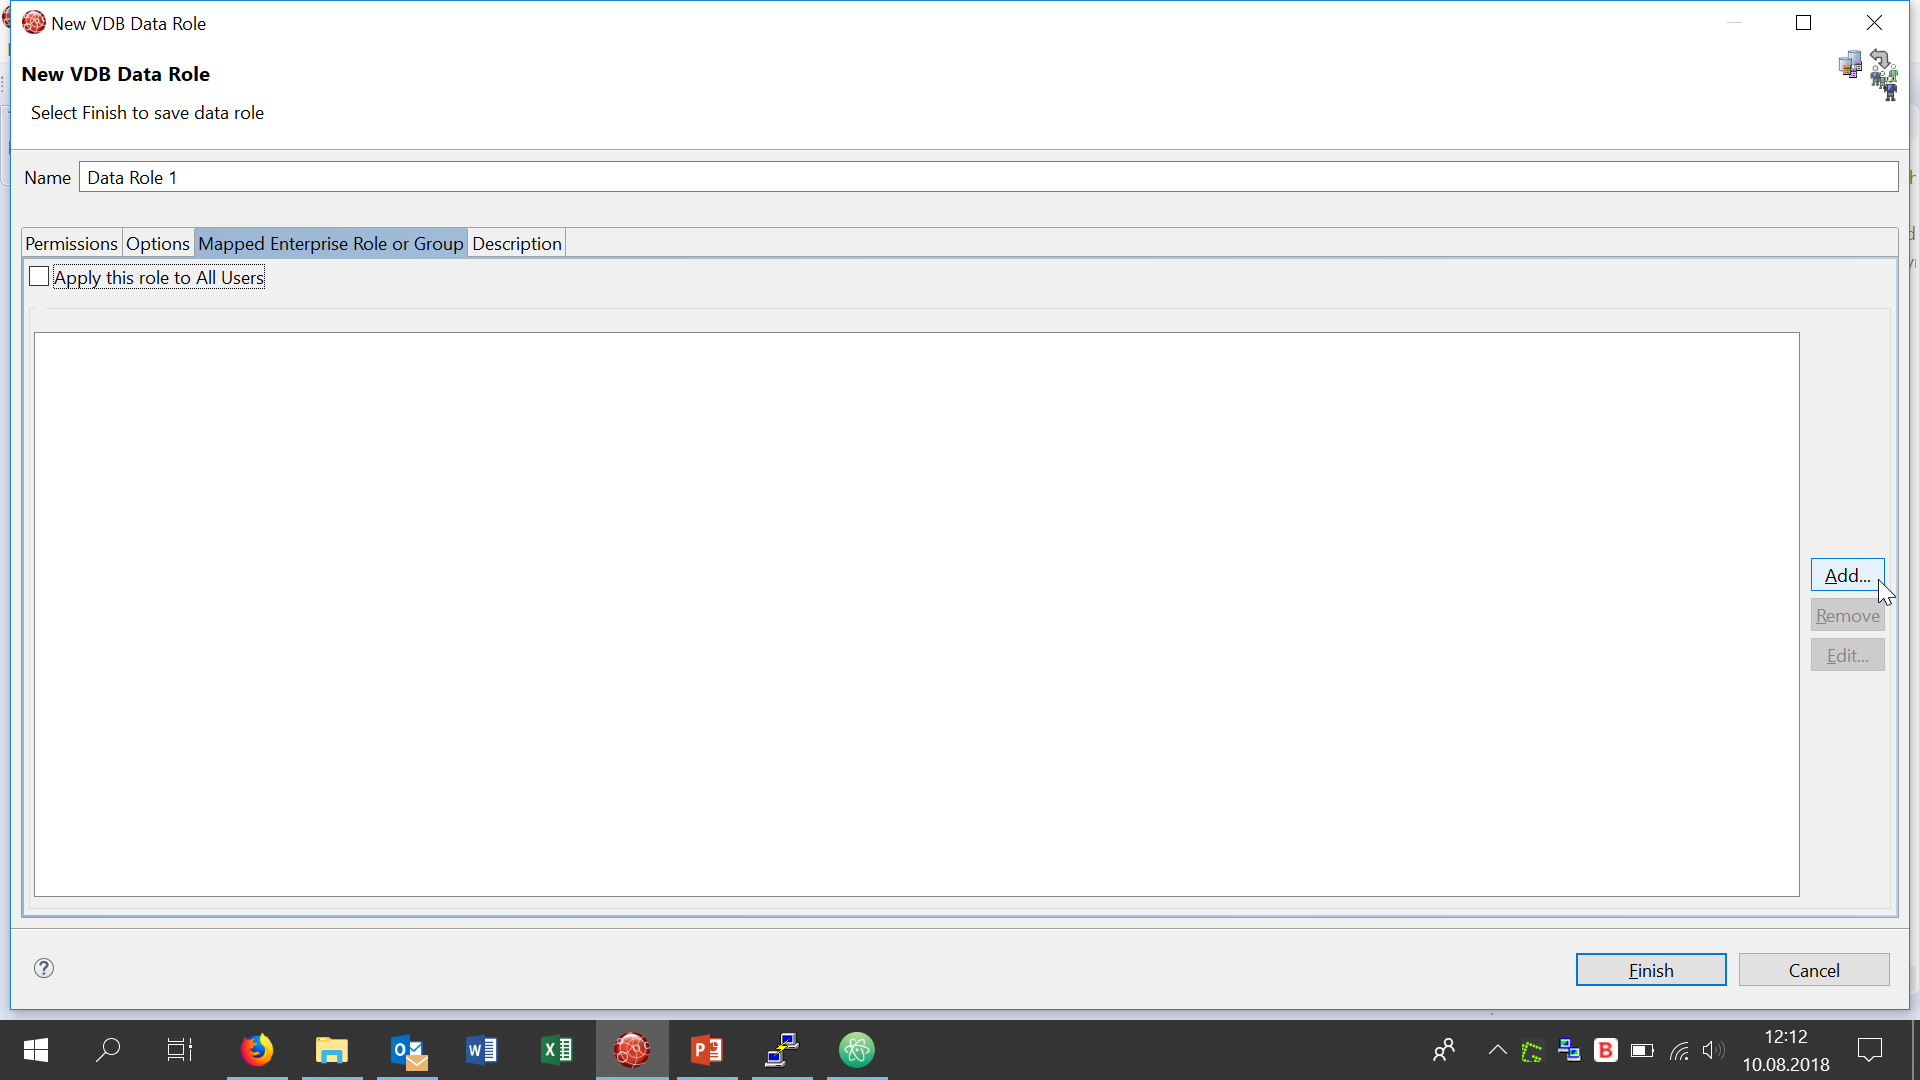 New VDB Data Role
New VDB Data Role
Select Finish to save data role
Name Data Role 1
Permissions Options Mapped Enterprise Role or Group Description
Apply this role to All Users
Add...
Remove
Edit...
Finish Cancel
12:12
10.08.2018